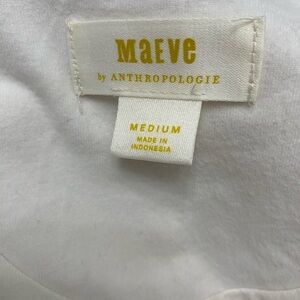 MAEVE
by ANTHROPOLOGIE
MEDIUM
MADE IN
INDONESIA